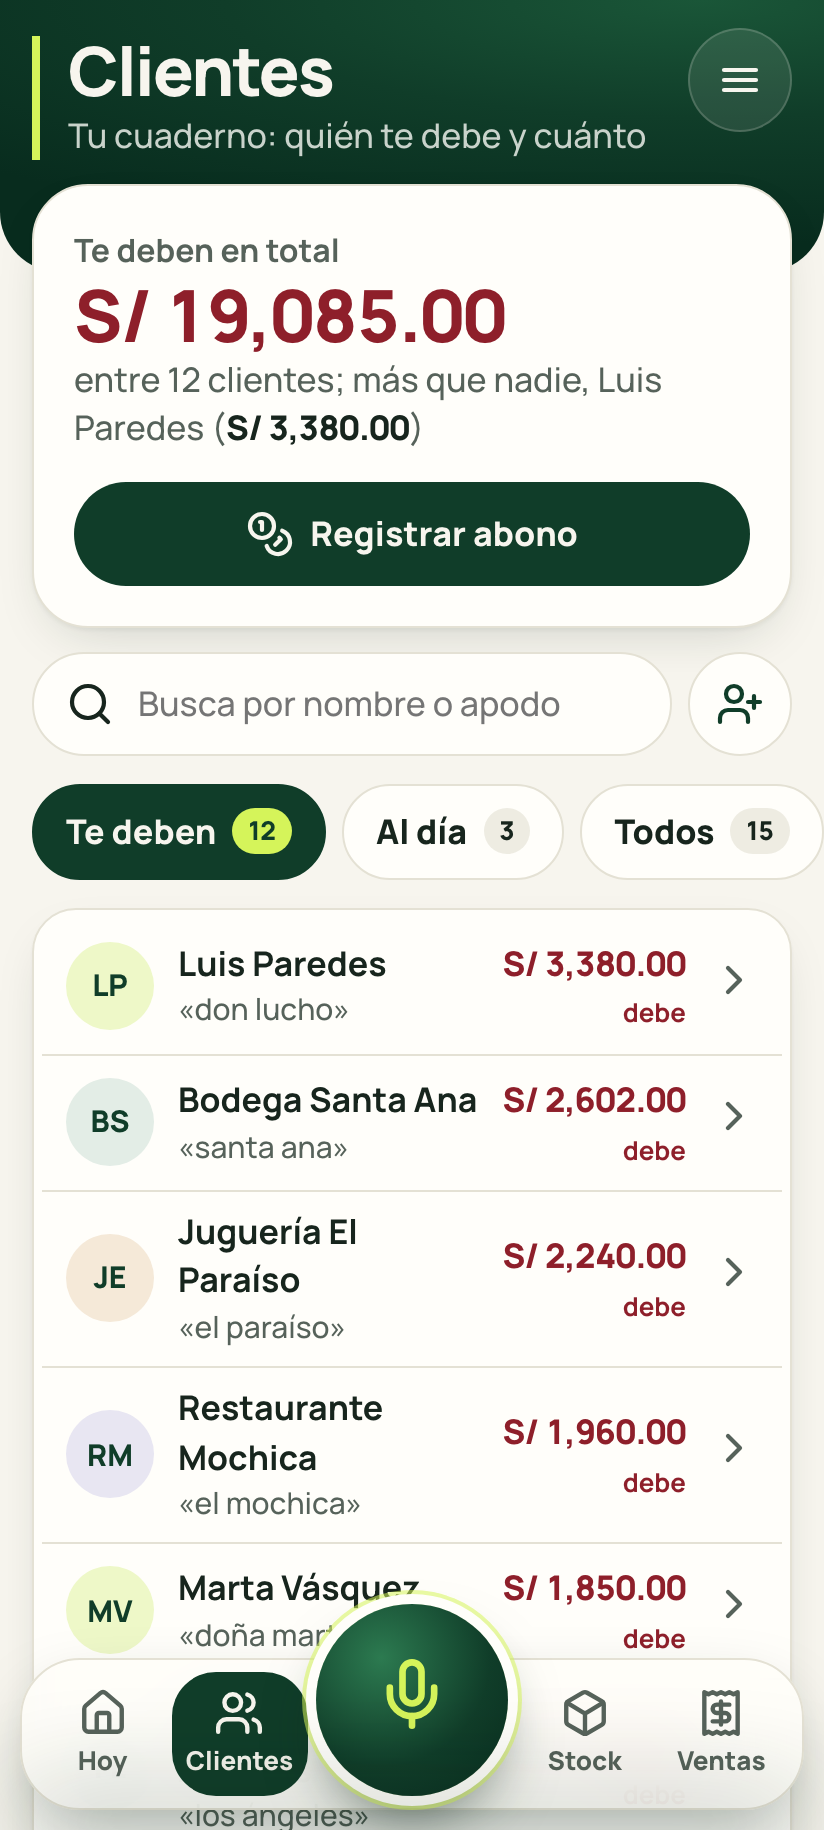 Clientes
Tu cuaderno: quién te debe y cuánto
Te deben en total
S/ 19,085.00
entre 12 clientes; más que nadie, Luis
Paredes (S/ 3,380.00)
Registrar abono
Busca por nombre o apodo
Te deben 12
Al día 3
Todos 15
LP
Luis Paredes
S/ 3,380.00
«don lucho»
debe
BS
Bodega Santa Ana
S/ 2,602.00
«santa ana»
debe
JE
Juguería El
Paraíso
S/ 2,240.00
«el paraíso»
debe
RM
Restaurante
Mochica
S/ 1,960.00
«el mochica»
debe
MV
Marta Vásquez
S/ 1,850.00
«doña
debe
Hoy
Clientes
Stock
Ventas
debe
«los ángeles»